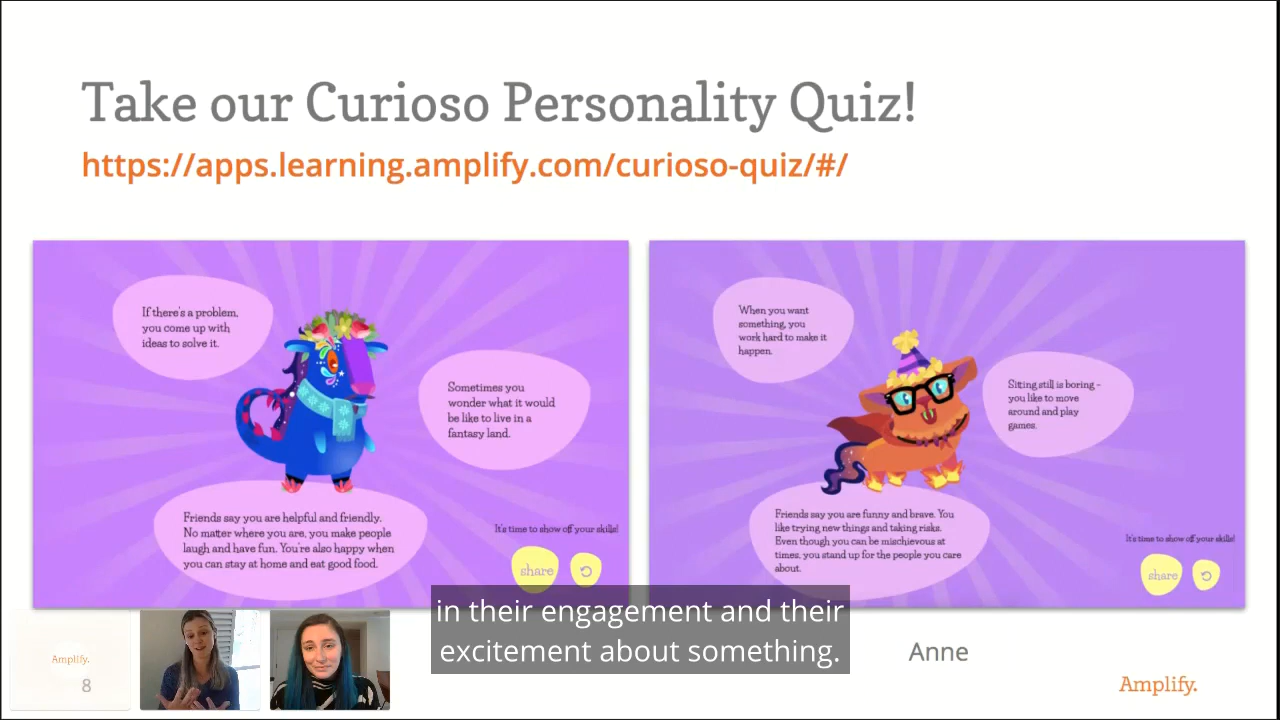 Take our Curioso Personality Quiz!
https://apps.learning.amplify.com/curioso-quiz/#/
If there's a problem,
you come up with
ideas to solve it.
Sometimes you
wonder what it would
be like to live in a
fantasy land.
Friends say you are helpful and friendly.
No matter where you are, you make people
laugh and have fun. You're also happy when
you can stay at home and eat good food.
It's time to show off your skills!
share
When you want
something, you
work hard to make it
happen.
Sitting still is boring –
you like to move
around and play
games.
Friends say you are funny and brave. You
like trying new things and taking risks.
Even though you can be mischievous at
times, you stand up for the people you care
about.
It's time to show off your skills!
share
in their engagement and their
excitement about something.
Amplify.
8
Anne
Amplify.